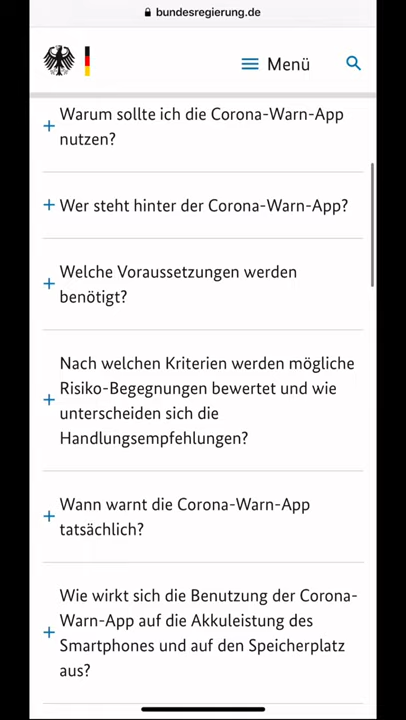 bundesregierung.de
Menü
Warum sollte ich die Corona-Warn-App
nutzen?
Wer steht hinter der Corona-Warn-App?
Welche Voraussetzungen werden
benötigt?
Nach welchen Kriterien werden mögliche
Risiko-Begegnungen bewertet und wie
unterscheiden sich die
Handlungsempfehlungen?
Wann warnt die Corona-Warn-App
tatsächlich?
Wie wirkt sich die Benutzung der Corona-
Warn-App auf die Akkuleistung des
Smartphones und auf den Speicherplatz
aus?